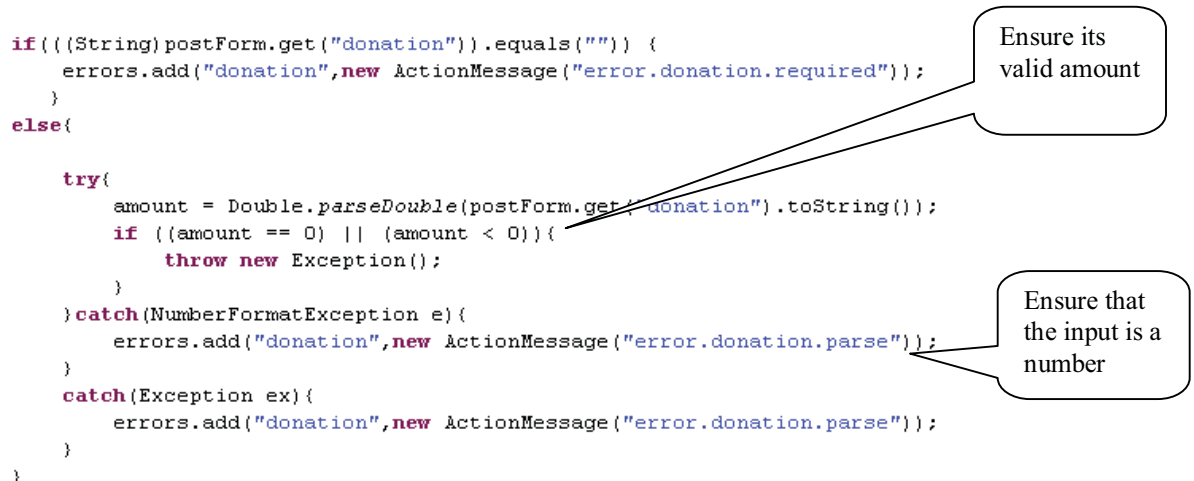 if(((String)postForm.get("donation")).equals("")) {
errors.add("donation",new ActionMessage("error.donation.required"));
}
else{
try{
amount = Double.parseDouble(postForm.get("donation").toString());
if ((amount == 0) || (amount < 0)){
throw new Exception();
}
}catch(NumberFormatException e){
errors.add("donation",new ActionMessage("error.donation.parse"));
}
catch(Exception ex){
errors.add("donation",new ActionMessage("error.donation.parse"));
}
}
Ensure its
valid amount
Ensure that
the input is a
number